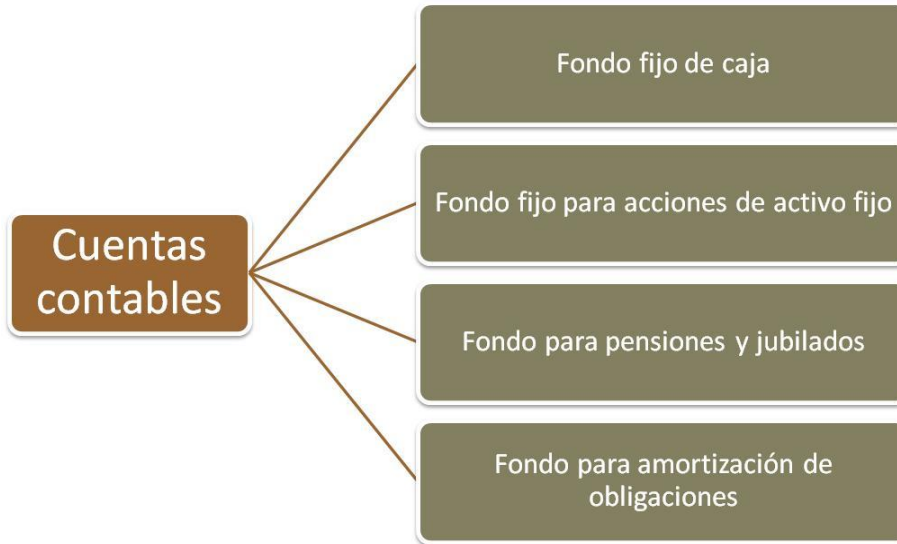 Fondo fijo de caja
Fondo fijo para acciones de activo fijo
Cuentas
contables
Fondo para pensiones y jubilados
Fondo para amortización de
obligaciones